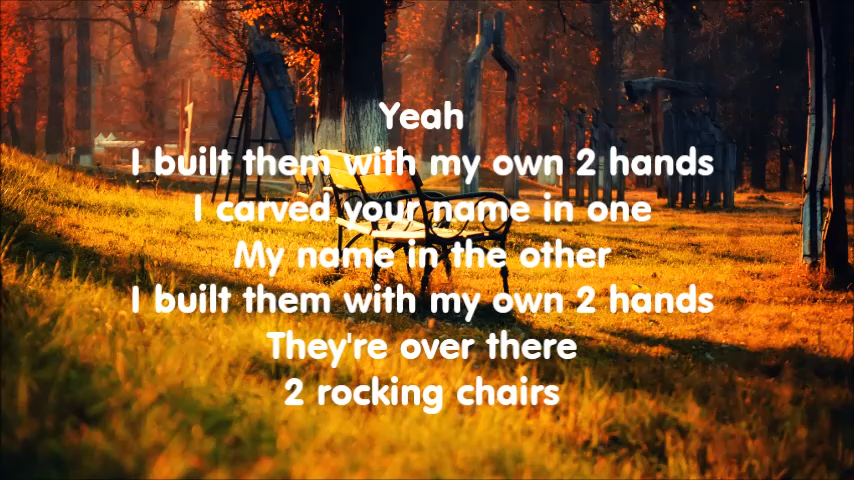 Yeah
I built them with my own 2 hands
I carved your name in one
My name in the other
I built them with my own 2 hands
They're over there
2 rocking chairs